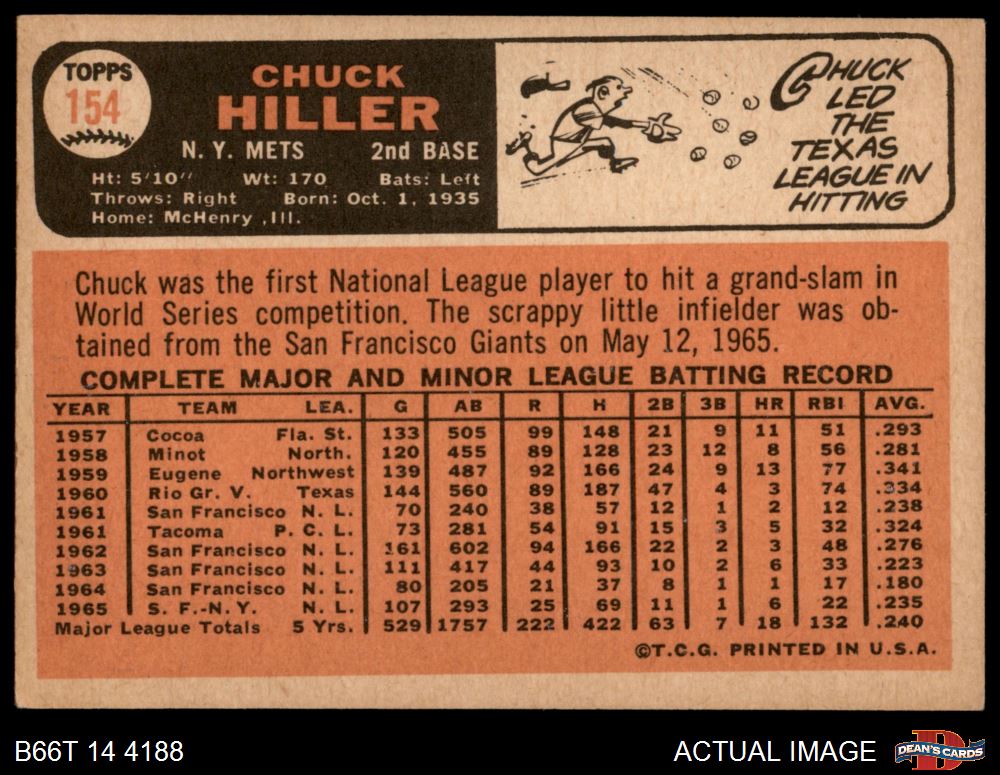 TOPPS
154
CHUCK
HILLER
N. Y. METS 2nd BASE
Ht: 5'10'' Wt: 170 Bats: Left
Throws: Right Born: Oct. 1, 1935
Home: McHenry ,Ill.
CHUCK
LED
THE
TEXAS
LEAGUE IN
HITTING
Chuck was the first National League player to hit a grand-slam in
World Series competition. The scrappy little infielder was ob-
tained from the San Francisco Giants on May 12, 1965.
COMPLETE MAJOR AND MINOR LEAGUE BATTING RECORD
YEAR TEAM LEA. G AB R H 2B 3B HR RBI AVG.
1957 Cocoa Fla. St. 133 505 99 148 21 9 11 51 .293
1958 Minot North. 120 455 89 128 23 12 8 56 .281
1959 Eugene Northwest 139 487 92 166 24 9 13 77 .341
1960 Rio Gr. V. Texas 144 560 89 187 47 4 3 74 .334
1961 San Francisco N. L. 70 240 38 57 12 1 2 12 .238
1961 Tacoma P. C. L. 73 281 54 91 15 3 5 32 .324
1962 San Francisco N. L. 161 602 94 166 22 2 3 48 .276
1963 San Francisco N. L. 111 417 44 93 10 2 6 33 .223
1964 San Francisco N. L. 80 205 21 37 8 1 1 17 .180
1965 S. F.-N. Y. N. L. 107 293 25 69 11 1 6 22 .235
Major League Totals 5 Yrs. 529 1757 222 422 63 7 18 132 .240
©T.C.G. PRINTED IN U.S.A.
B66T 14 4188
ACTUAL IMAGE
D
DEAN'S CARDS